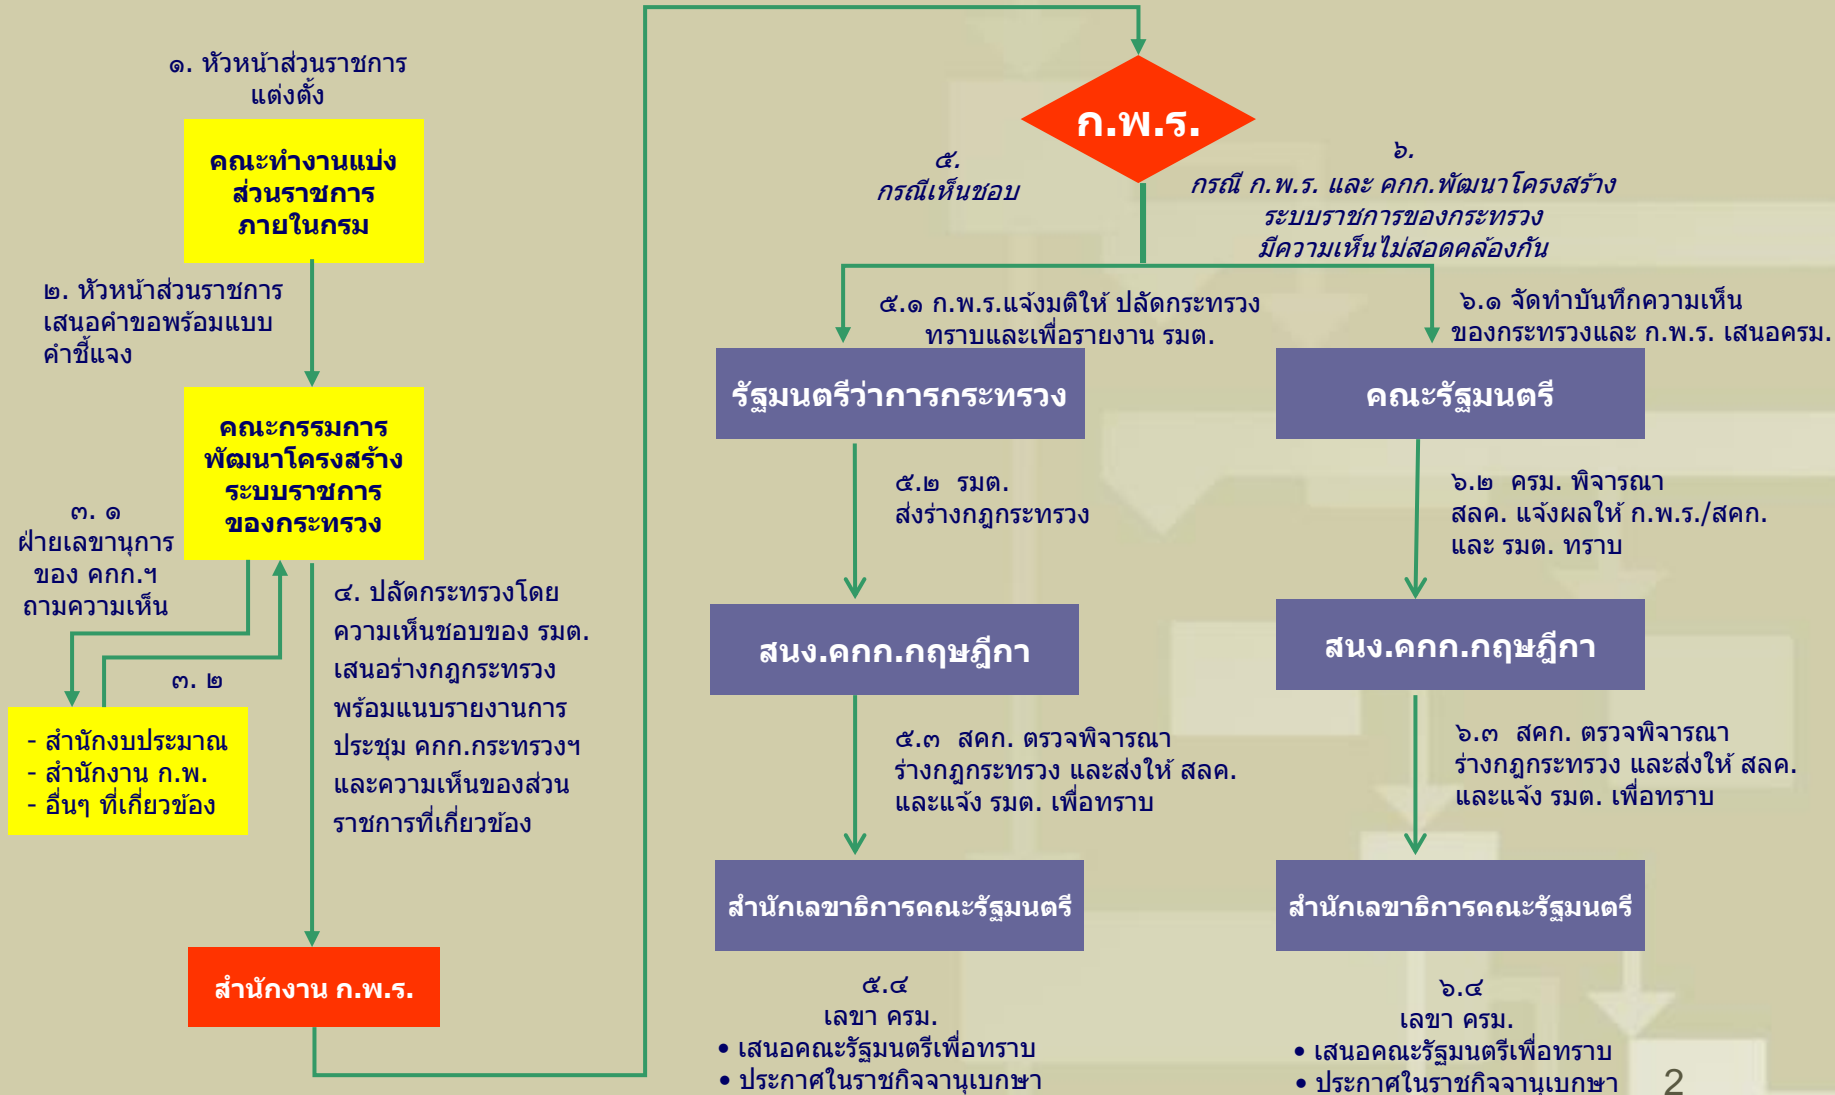 ๑. หัวหน้าส่วนราชการ
แต่งตั้ง
คณะทำงานแบ่ง
ส่วนราชการ
ภายในกรม
๒. หัวหน้าส่วนราชการ
เสนอคำขอพร้อมแบบ
คำชี้แจง
คณะกรรมการ
พัฒนาโครงสร้าง
ระบบราชการ
ของกระทรวง
๓. ๑
ฝ่ายเลขานุการ
ของ คกก.ฯ
ถามความเห็น
๓. ๒
- สำนักงบประมาณ
- สำนักงาน ก.พ.
- อื่นๆ ที่เกี่ยวข้อง
๔. ปลัดกระทรวงโดย
ความเห็นชอบของ รมต.
เสนอร่างกฎกระทรวง
พร้อมแนบรายงานการ
ประชุม คกก.กระทรวงฯ
และความเห็นของส่วน
ราชการที่เกี่ยวข้อง
สำนักงาน ก.พ.ร.
ก.พ.ร.
๕.
กรณีเห็นชอบ
๕.๑ ก.พ.ร.แจ้งมติให้ ปลัดกระทรวง
ทราบและเพื่อรายงาน รมต.
รัฐมนตรีว่าการกระทรวง
๕.๒ รมต.
ส่งร่างกฎกระทรวง
สนง.คกก.กฤษฎีกา
๕.๓ สคก. ตรวจพิจารณา
ร่างกฎกระทรวง และส่งให้ สลค.
และแจ้ง รมต. เพื่อทราบ
สำนักเลขาธิการคณะรัฐมนตรี
๕.๔
เลขา ครม.
• เสนอคณะรัฐมนตรีเพื่อทราบ
• ประกาศในราชกิจจานุเบกษา
๖.
กรณี ก.พ.ร. และ คกก.พัฒนาโครงสร้าง
ระบบราชการของกระทรวง
มีความเห็นไม่สอดคล้องกัน
๖.๑ จัดทำบันทึกความเห็น
ของกระทรวงและ ก.พ.ร. เสนอครม.
คณะรัฐมนตรี
๖.๒ ครม. พิจารณา
สลค. แจ้งผลให้ ก.พ.ร./สคก.
และ รมต. ทราบ
สนง.คกก.กฤษฎีกา
๖.๓ สคก. ตรวจพิจารณา
ร่างกฎกระทรวง และส่งให้ สลค.
และแจ้ง รมต. เพื่อทราบ
สำนักเลขาธิการคณะรัฐมนตรี
๖.๔
เลขา ครม.
• เสนอคณะรัฐมนตรีเพื่อทราบ
• ประกาศในราชกิจจานุเบกษา
2